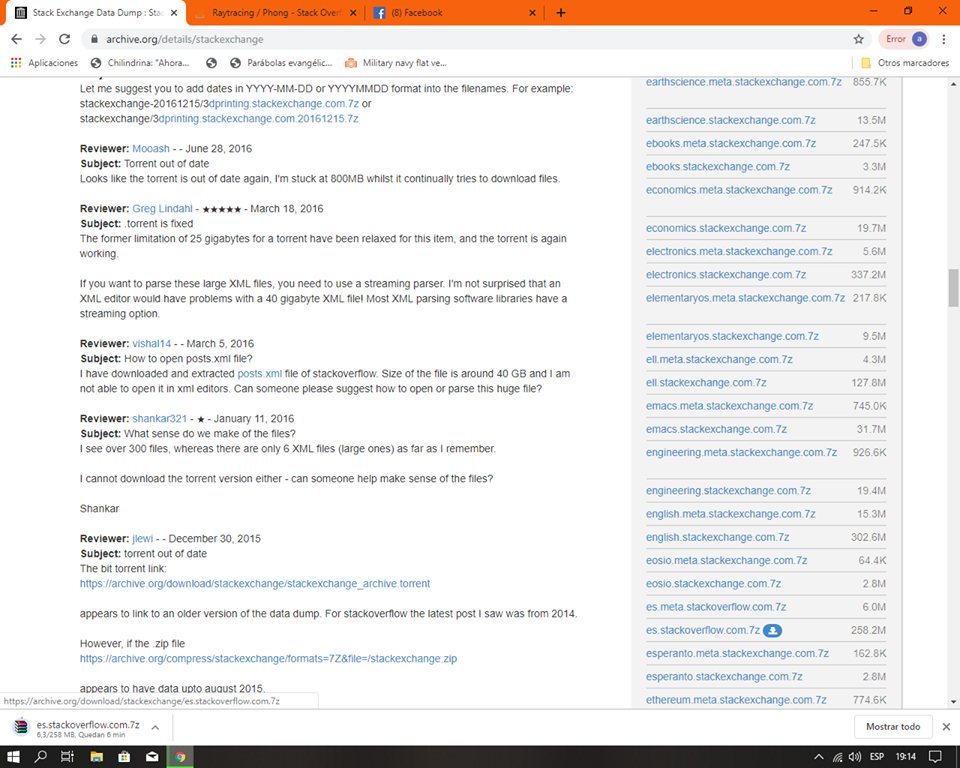 Stack Exchange Data Dump : Stac
Raytracing / Phong - Stack Overf
(8) Facebook
archive.org/details/stackexchange
Error a
Aplicaciones
Chilindrina: "Ahora...
Parábolas evangélic...
Military navy flat ve...
Otros marcadores
Let me suggest you to add dates in YYYY-MM-DD or YYYYMMDD format into the filenames. For example:
stackexchange-20161215/3dprinting.stackexchange.com.7z or
stackexchange/3dprinting.stackexchange.com.20161215.7z
Reviewer: Mooash - - June 28, 2016
Subject: Torrent out of date
Looks like the torrent is out of date again, I'm stuck at 800MB whilst it continually tries to download files.
Reviewer: Greg Lindahl - ★★★★★ - March 18, 2016
Subject: .torrent is fixed
The former limitation of 25 gigabytes for a torrent have been relaxed for this item, and the torrent is again
working.
If you want to parse these large XML files, you need to use a streaming parser. I'm not surprised that an
XML editor would have problems with a 40 gigabyte XML file! Most XML parsing software libraries have a
streaming option.
Reviewer: vishal14 - - March 5, 2016
Subject: How to open posts.xml file?
I have downloaded and extracted posts.xml file of stackoverflow. Size of the file is around 40 GB and I am
not able to open it in xml editors. Can someone please suggest how to open or parse this huge file?
Reviewer: shankar321 - ★ - January 11, 2016
Subject: What sense do we make of the files?
I see over 300 files, whereas there are only 6 XML files (large ones) as far as I remember.
I cannot download the torrent version either - can someone help make sense of the files?
Shankar
Reviewer: jlewi - - December 30, 2015
Subject: torrent out of date
The bit torrent link:
https://archive.org/download/stackexchange/stackexchange_archive.torrent
appears to link to an older version of the data dump. For stackoverflow the latest post I saw was from 2014.
However, if the .zip file
https://archive.org/compress/stackexchange/formats=7Z&file=/stackexchange.zip
appears to have data upto august 2015.
earthscience.meta.stackexchange.com.7z 855.7K
earthscience.stackexchange.com.7z 13.5M
ebooks.meta.stackexchange.com.7z 247.5K
ebooks.stackexchange.com.7z 3.3M
economics.meta.stackexchange.com.7z 914.2K
economics.stackexchange.com.7z 19.7M
electronics.meta.stackexchange.com.7z 5.6M
electronics.stackexchange.com.7z 337.2M
elementaryos.meta.stackexchange.com.7z 217.8K
elementaryos.stackexchange.com.7z 9.5M
ell.meta.stackexchange.com.7z 4.3M
ell.stackexchange.com.7z 127.8M
emacs.meta.stackexchange.com.7z 745.0K
emacs.stackexchange.com.7z 31.7M
engineering.meta.stackexchange.com.7z 926.6K
engineering.stackexchange.com.7z 19.4M
english.meta.stackexchange.com.7z 15.3M
english.stackexchange.com.7z 302.6M
eosio.meta.stackexchange.com.7z 64.4K
eosio.stackexchange.com.7z 2.8M
es.meta.stackoverflow.com.7z 6.0M
es.stackoverflow.com.7z 258.2M
esperanto.meta.stackexchange.com.7z 162.8K
esperanto.stackexchange.com.7z 2.8M
ethereum.meta.stackexchange.com.7z 774.6K
https://archive.org/download/stackexchange/es.stackoverflow.com.7z
es.stackoverflow.com.7z
6,3/258 MB, Quedan 6 min
Mostrar todo
ESP 19:14